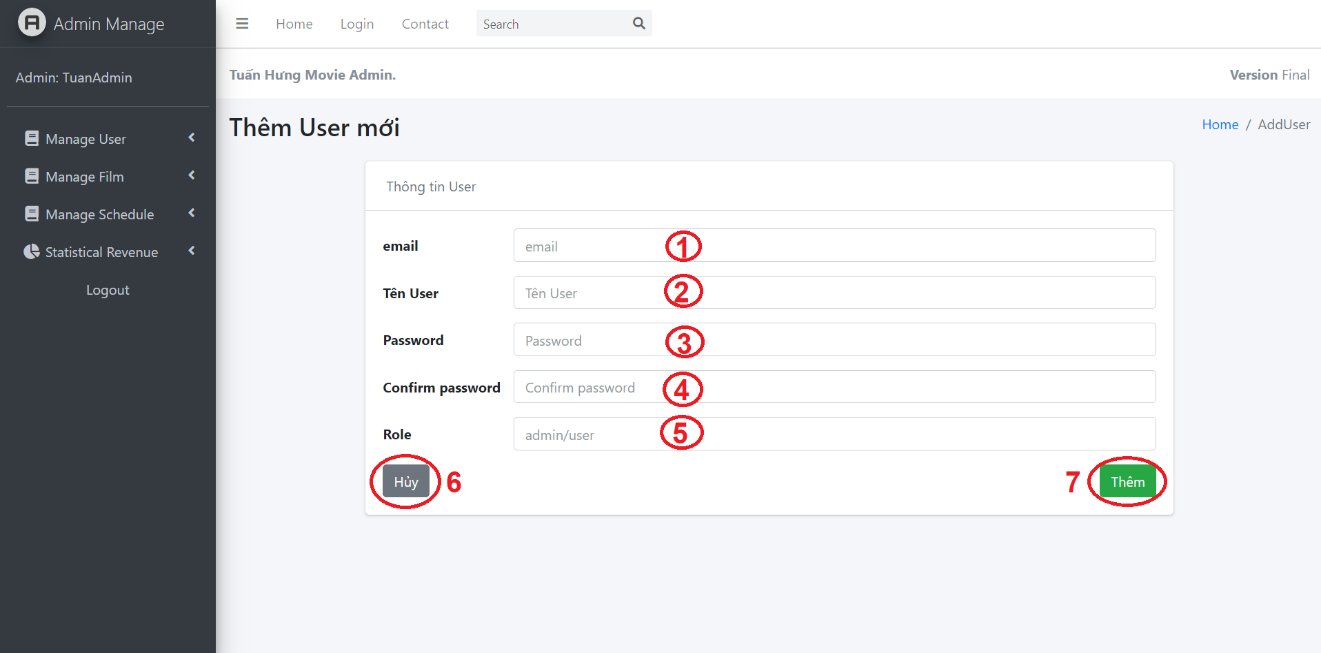 A Admin Manage
Home Login Contact Search
Admin: TuanAdmin
Tuấn Hưng Movie Admin.
Version Final
Manage User
Manage Film
Manage Schedule
Statistical Revenue
Logout
Thêm User mới
Home / AddUser
Thông tin User
email email 1
Tên User Tên User 2
Password Password 3
Confirm password Confirm password 4
Role admin/user 5
Hủy 6
7 Thêm